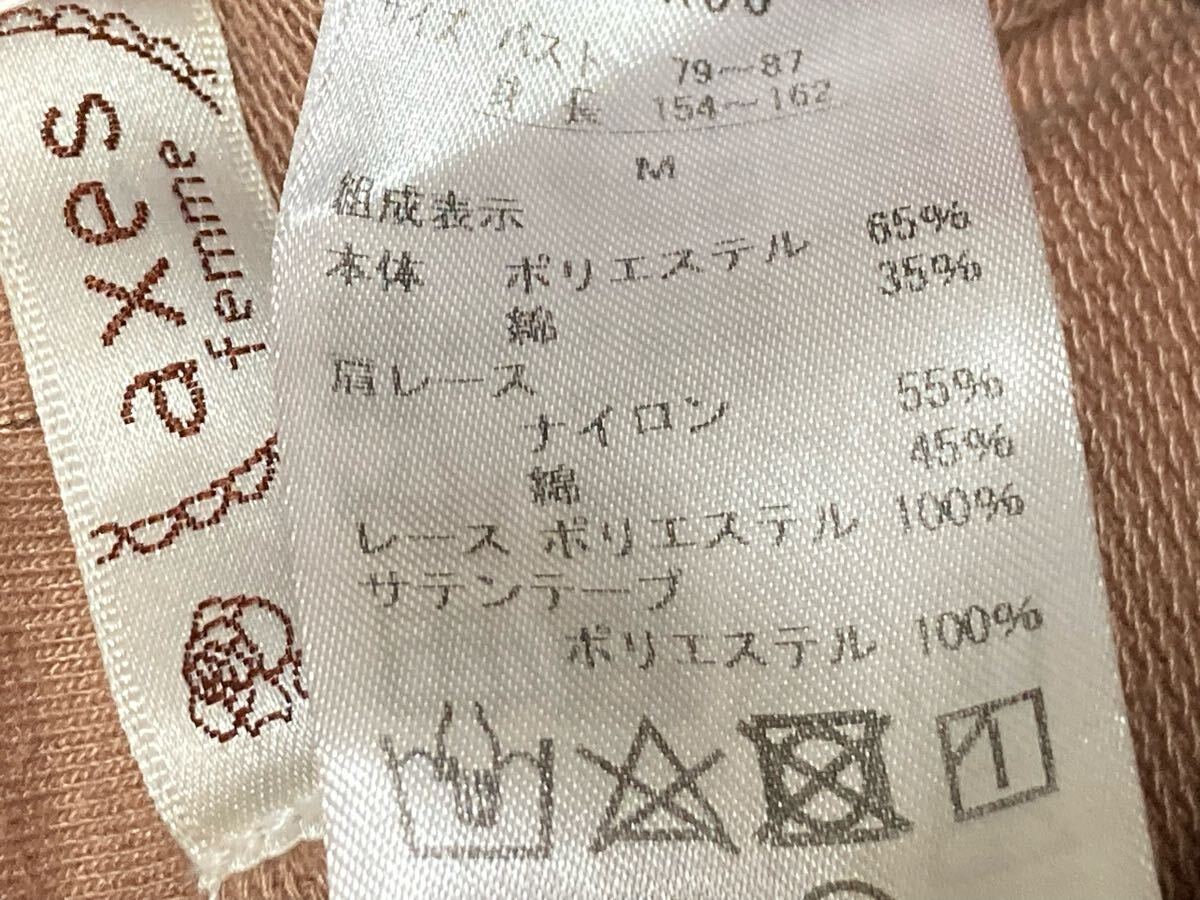 axes
femme
サイズ バスト 79〜87
身 長 154〜162
M
組成表示
本体 ポリエステル 65%
綿 35%
肩レース
ナイロン 55%
綿 45%
レース ポリエステル 100%
サテンテープ
ポリエステル 100%